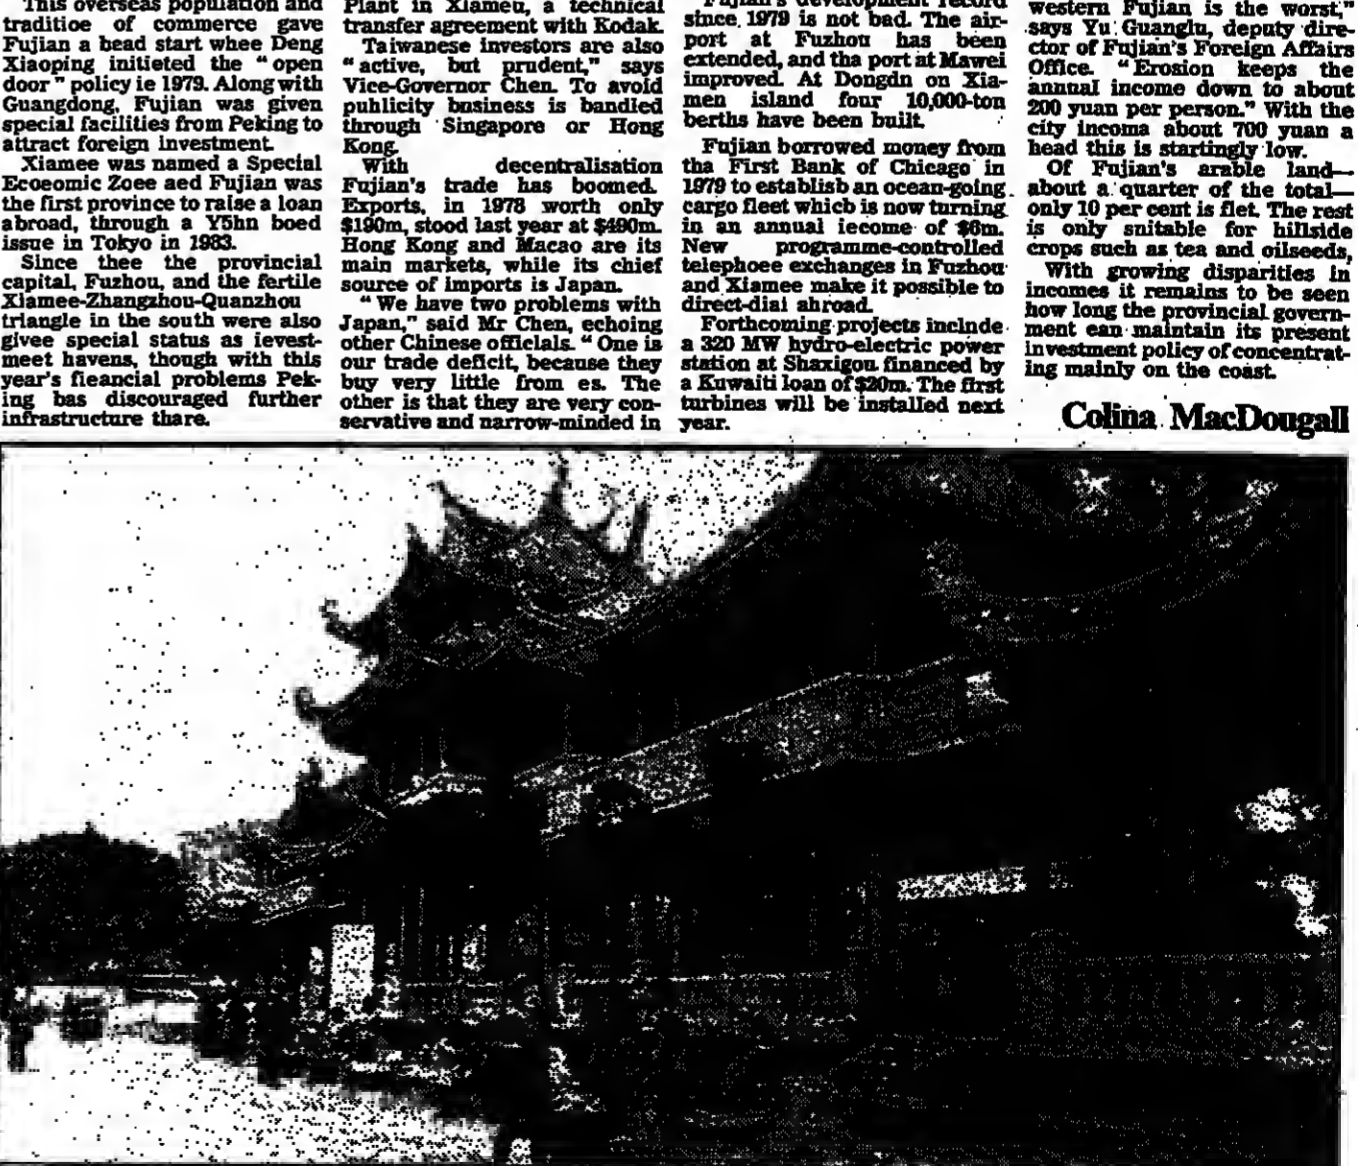 This overseas population and
traditioe of commerce gave
Fujian a bead start whee Deng
Xiaoping initieted the “open
door” policy ie 1979. Along with
Guangdong, Fujian was given
special facilities from Peking to
attract foreign investment.
Xiamee was named a Special
Ecoeomic Zoee aed Fujian was
the first province to raise a loan
abroad, through a Y5hn boed
issue in Tokyo in 1983.
Since thee the provincial
capital, Fuzhou, and the fertile
Xiamee-Zhangzhou-Quanzhou
triangle in the south were also
givee special status as ievest-
meet havens, though with this
year's fieancial problems Pek-
ing bas discouraged further
infrastructure thare.
Plant in Xiameu, a technical
transfer agreement with Kodak.
Taiwanese investors are also
“active, but prudent,” says
Vice-Governor Chen. To avoid
puhlicity business is bandied
through Singapore or Hong
Kong.
With decentralisation
Fujian's trade has boomed.
Exports, in 1978 worth only
$190m, stood last year at $490m.
Hong Kong and Macao are its
main markets, while its chief
source of imports is Japan.
“We have two problems with
Japan,” said Mr Chen, echoing
other Chinese officials. “One is
our trade deficit, because they
buy very little from es. The
other is that they are very con-
servative and narrow-minded in
Fujian's development record
since 1979 is not bad. The air-
port at Fuzhou has been
extended, and tha port at Mawei
improved. At Dongdn on Xia-
men island four 10,000-ton
berths have been built.
Fujian borrowed money from
tha First Bank of Chicago in
1979 to establisb an ocean-going
cargo fleet whicb is now turning
in an annual iecome of $6m.
New programme-controlled
telephoee exchanges in Fuzhou
and Xiamee make it possible to
direct-dial ahroad.
Forthcoming projects inclnde
a 320 MW hydro-electric power
station at Shaxigou financed by
a Kuwaiti loan of $20m. The first
turbines will be installed next
year.
western Fujian is the worst,”
says Yu Guanglu, deputy dire-
ctor of Fujian's Foreign Affairs
Office. “Erosion keeps the
annual income down to about
200 yuan per person.” With the
city incoma about 700 yuan a
head this is startingly low.
Of Fujian's arable land—
about a quarter of the total—
only 10 per cent is flet. The rest
is only snitable for hillside
crops such as tea and oilseeds,
With growing disparities in
incomes it remains to be seen
how long the provincial govern-
ment ean maintain its present
investment policy of concentrat-
ing mainly on the coast.
Colina MacDougall